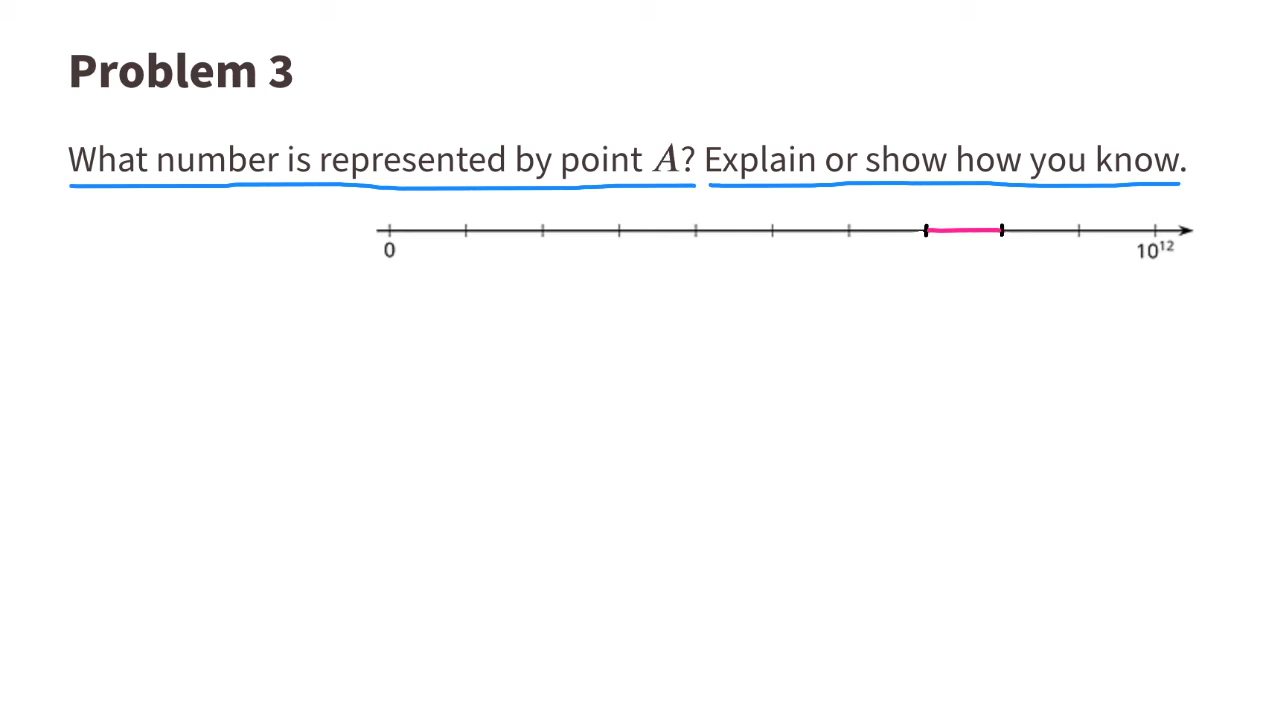 Problem 3
What number is represented by point A? Explain or show how you know.
0 10¹²